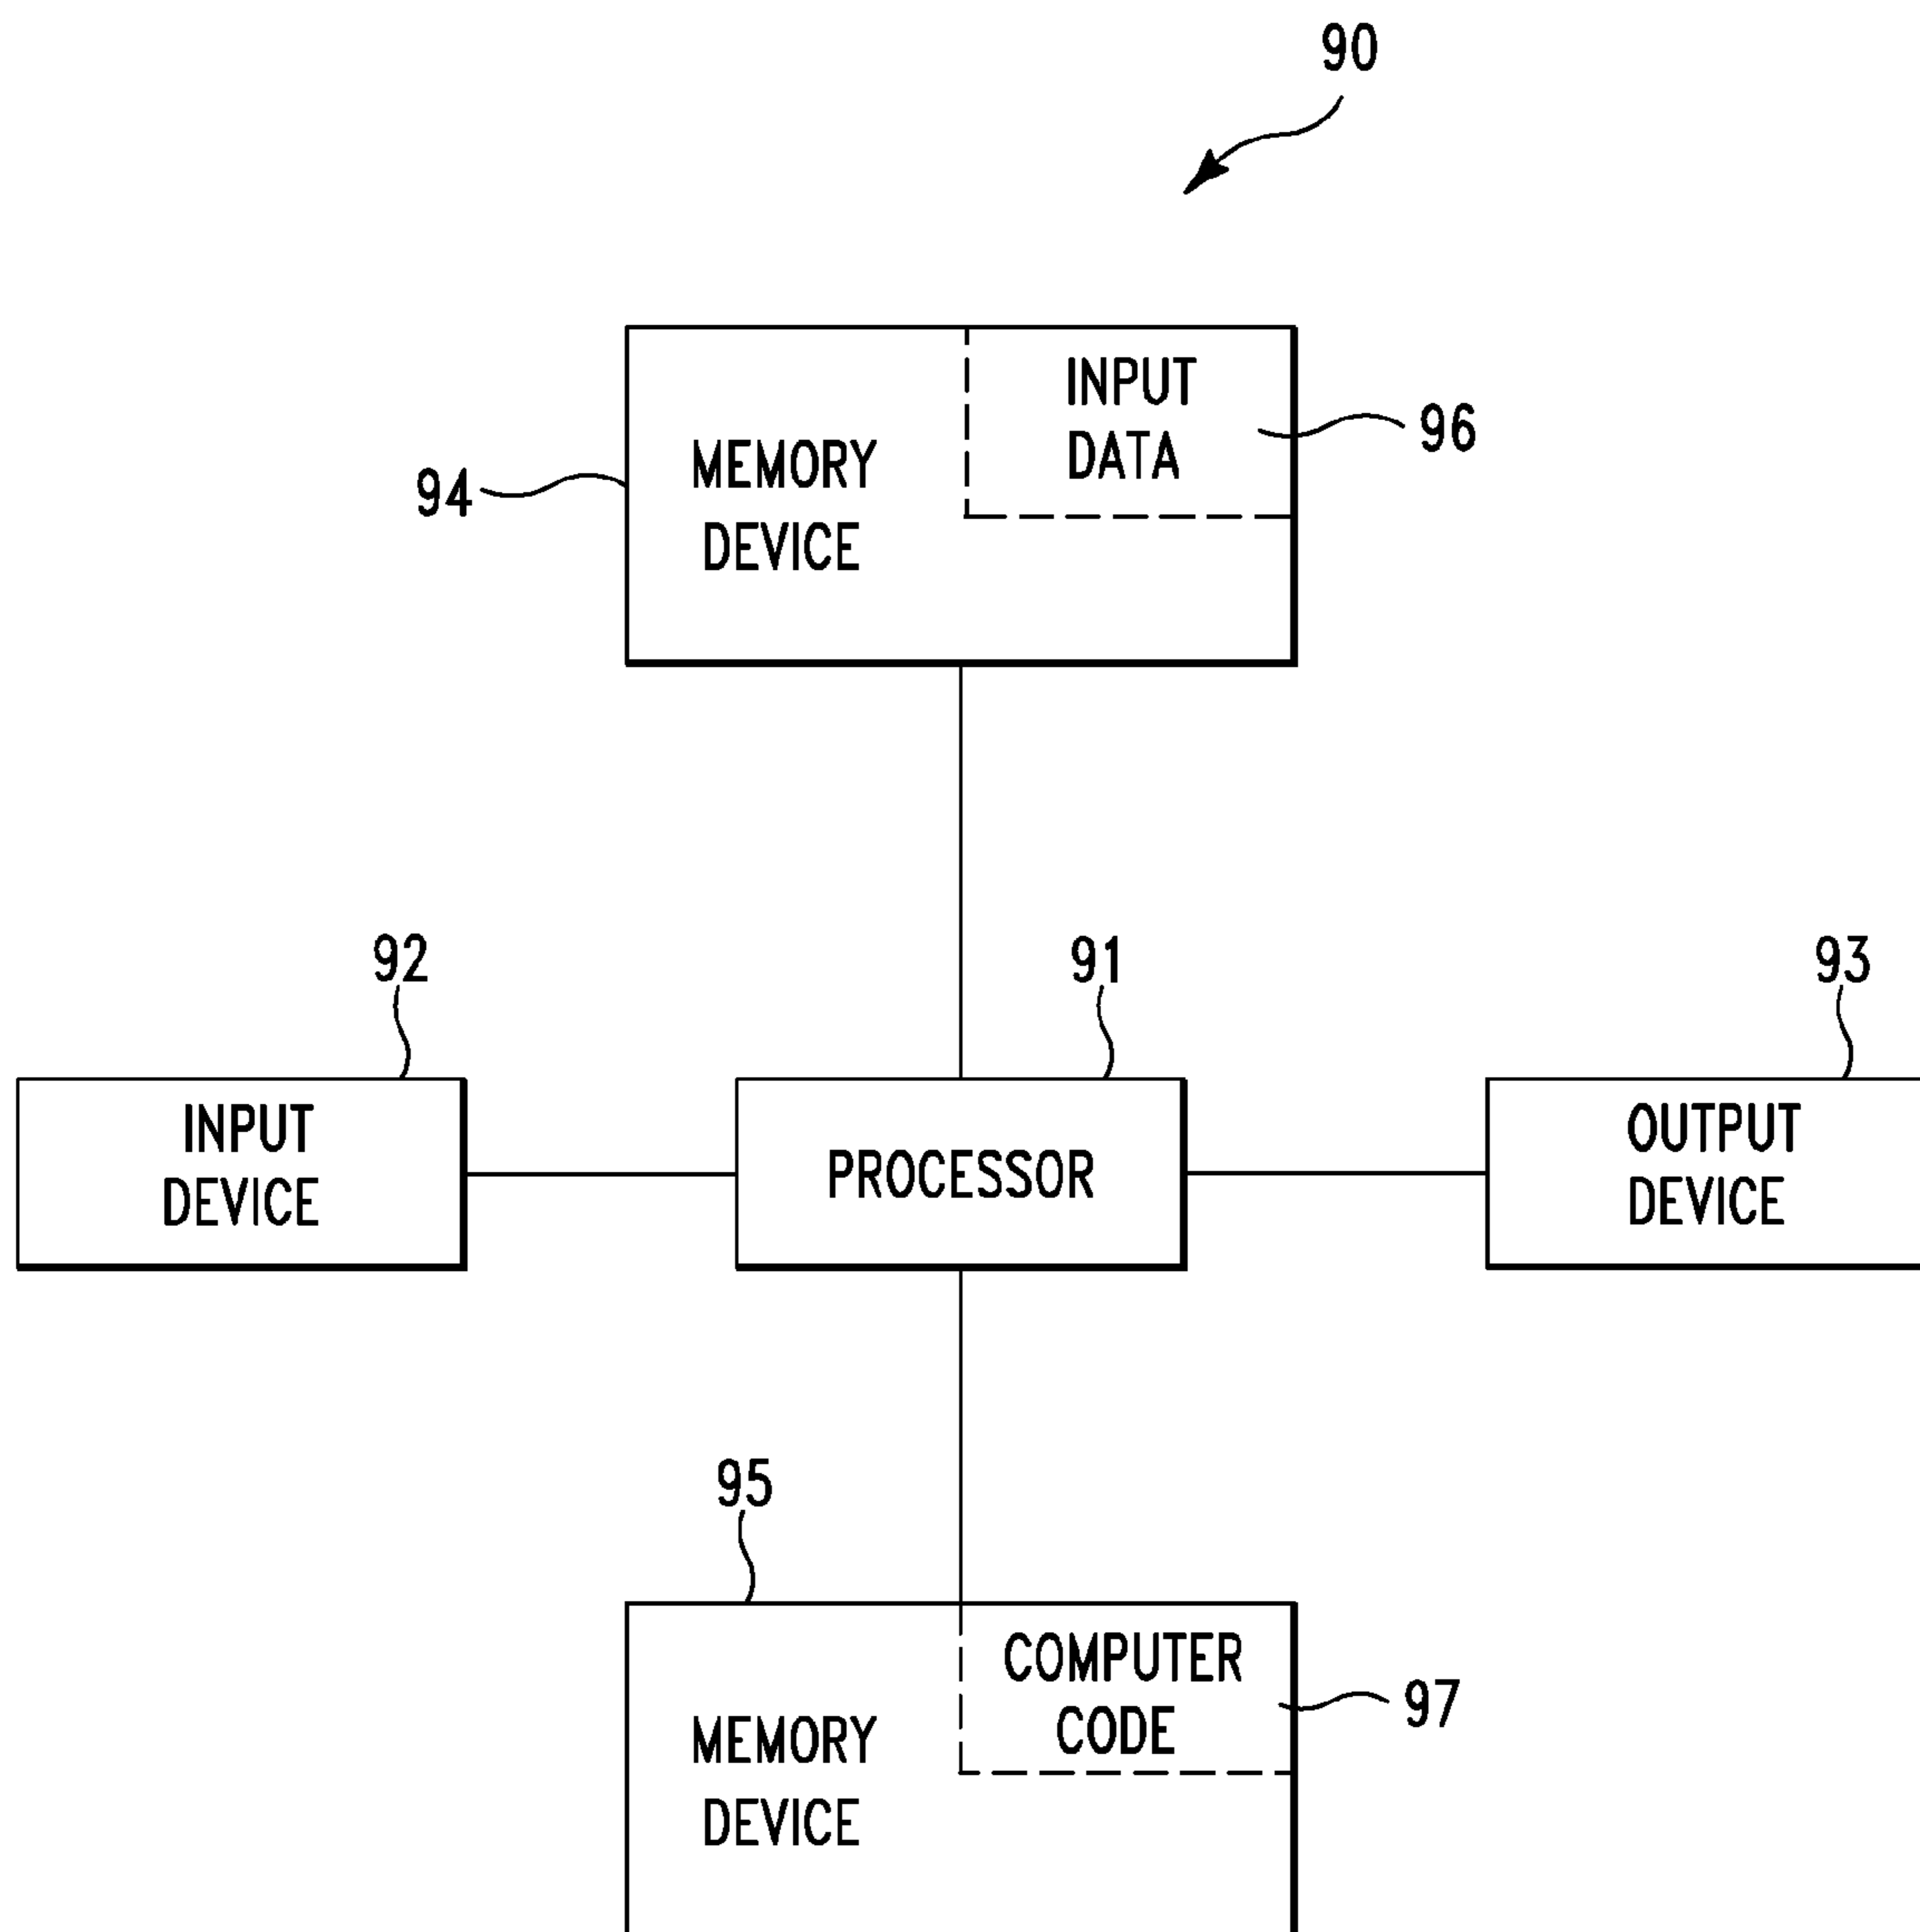 90
INPUT
DATA
96
MEMORY
DEVICE
94
92
91
93
INPUT
DEVICE
PROCESSOR
OUTPUT
DEVICE
95
COMPUTER
CODE
97
MEMORY
DEVICE